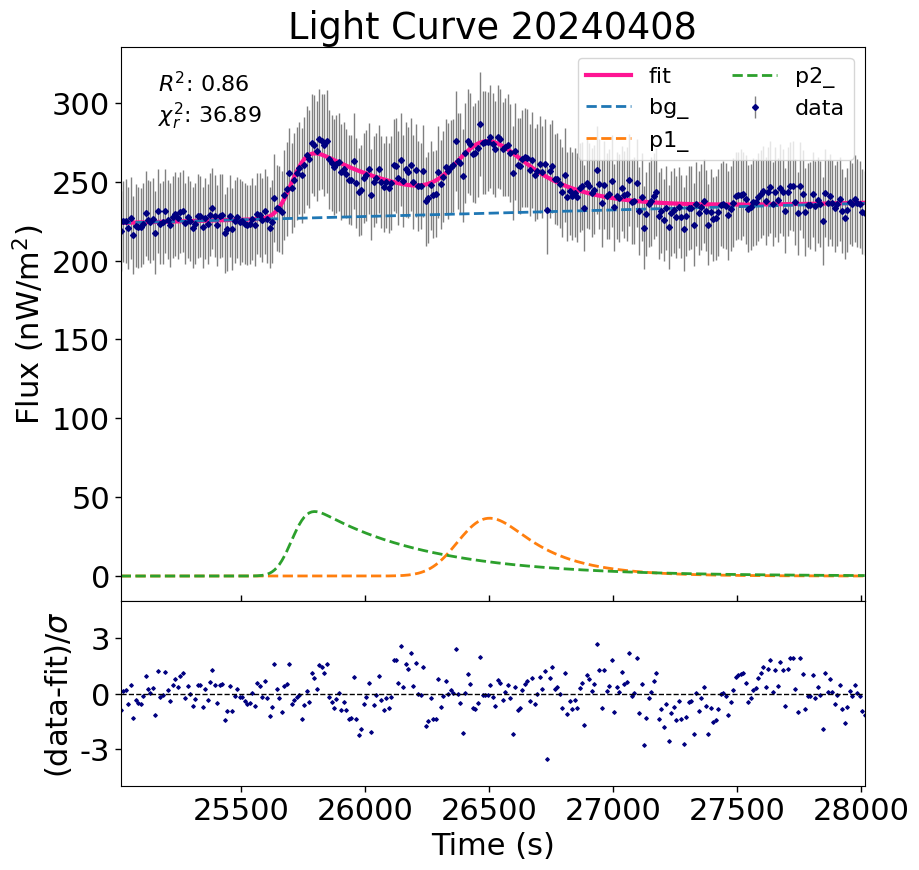 Light Curve 20240408
R²: 0.86
χ²ᵣ: 36.89
fit
bg_
p1_
p2_
data
Flux (nW/m²)
300
250
200
150
100
50
0
(data-fit)/σ
3
0
-3
25500 26000 26500 27000 27500 28000
Time (s)